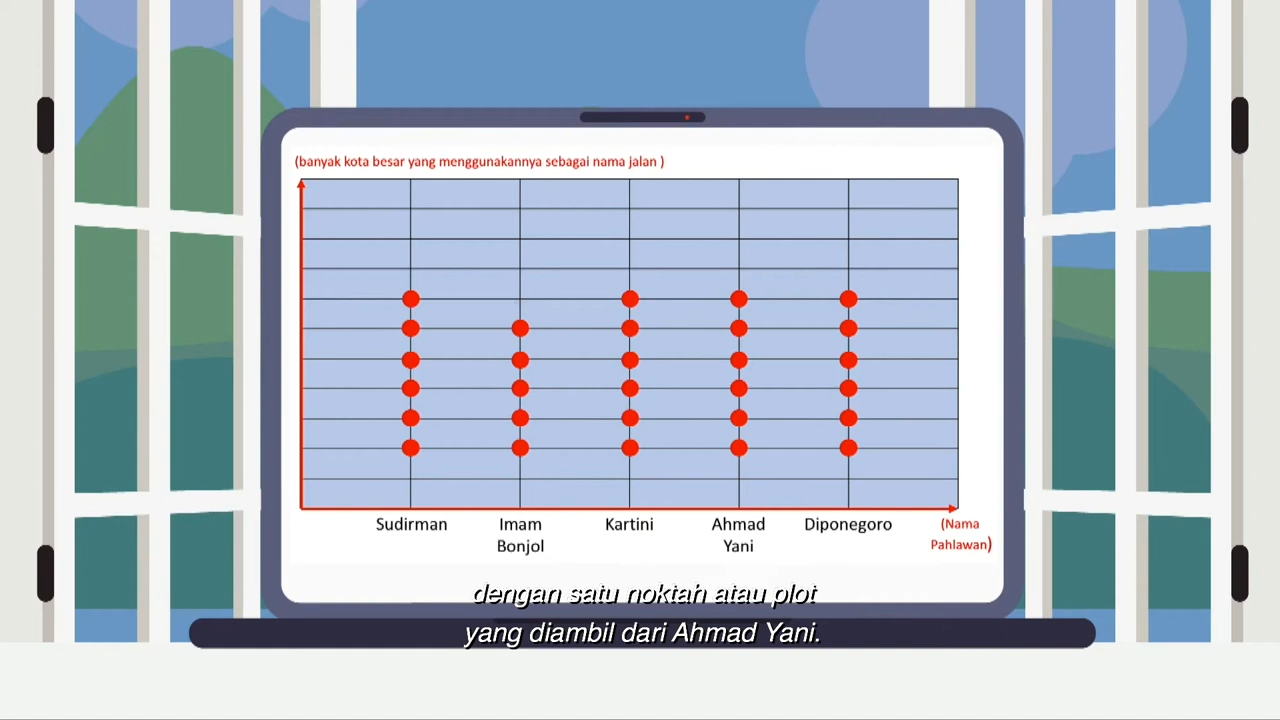 (banyak kota besar yang menggunakannya sebagai nama jalan )
Sudirman
Imam
Bonjol
Kartini
Ahmad
Yani
Diponegoro
(Nama
Pahlawan)
dengan satu noktah atau plot
yang diambil dari Ahmad Yani.